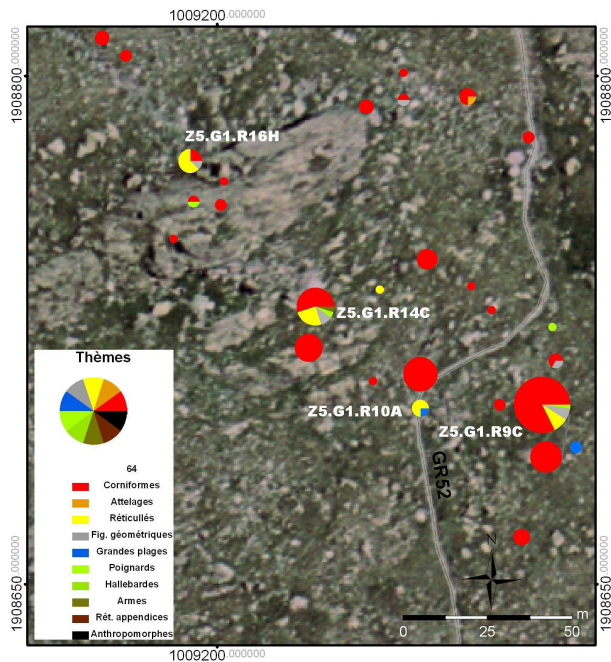 1009200.000000
1908800.000000
1908800.000000
Z5.G1.R16H
Z5.G1.R14C
Z5.G1.R10A
Z5.G1.R9C
GR52
Thèmes
64
Corniformes
Attelages
Réticullés
Fig. géométriques
Grandes plages
Poignards
Hallebardes
Armes
Rét. appendices
Anthropomorphes
N
m
0 25 50
1908650.000000
1908650.000000
1009200.000000